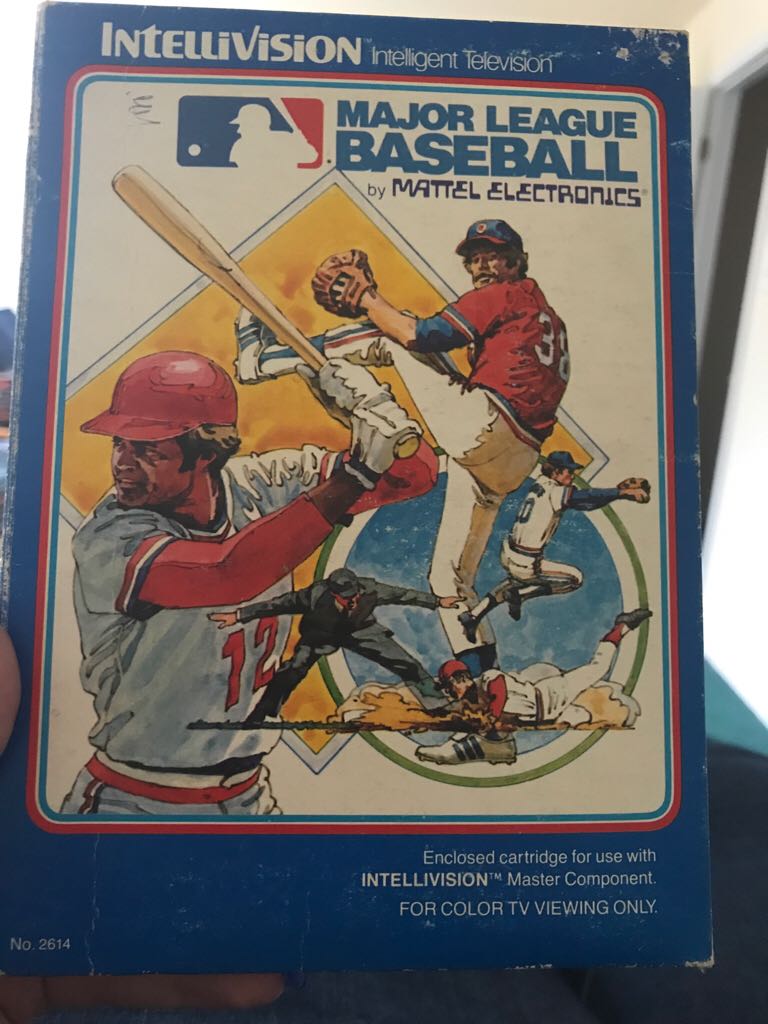 INTELLIVISION Intelligent Television
MAJOR LEAGUE
BASEBALL
by MATTEL ELECTRONICS®
38
12
Enclosed cartridge for use with
INTELLIVISION™ Master Component.
FOR COLOR TV VIEWING ONLY.
No. 2614